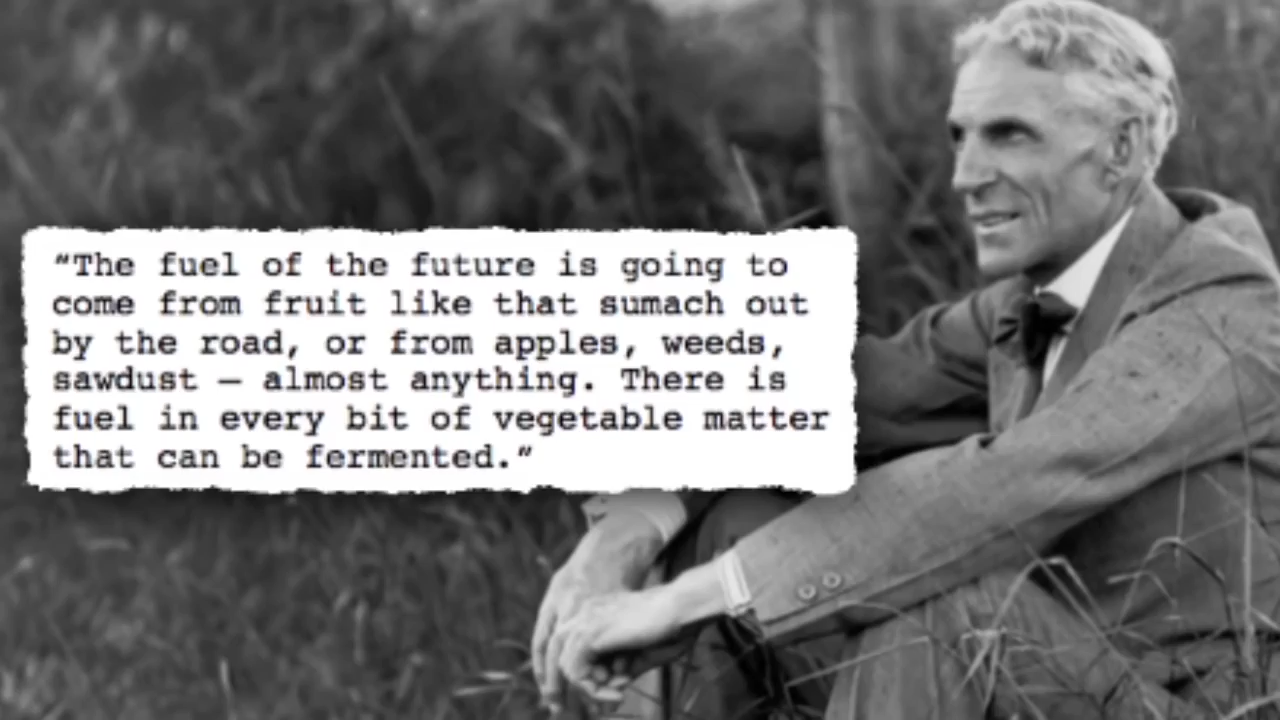 “The fuel of the future is going to
come from fruit like that sumach out
by the road, or from apples, weeds,
sawdust — almost anything. There is
fuel in every bit of vegetable matter
that can be fermented.”